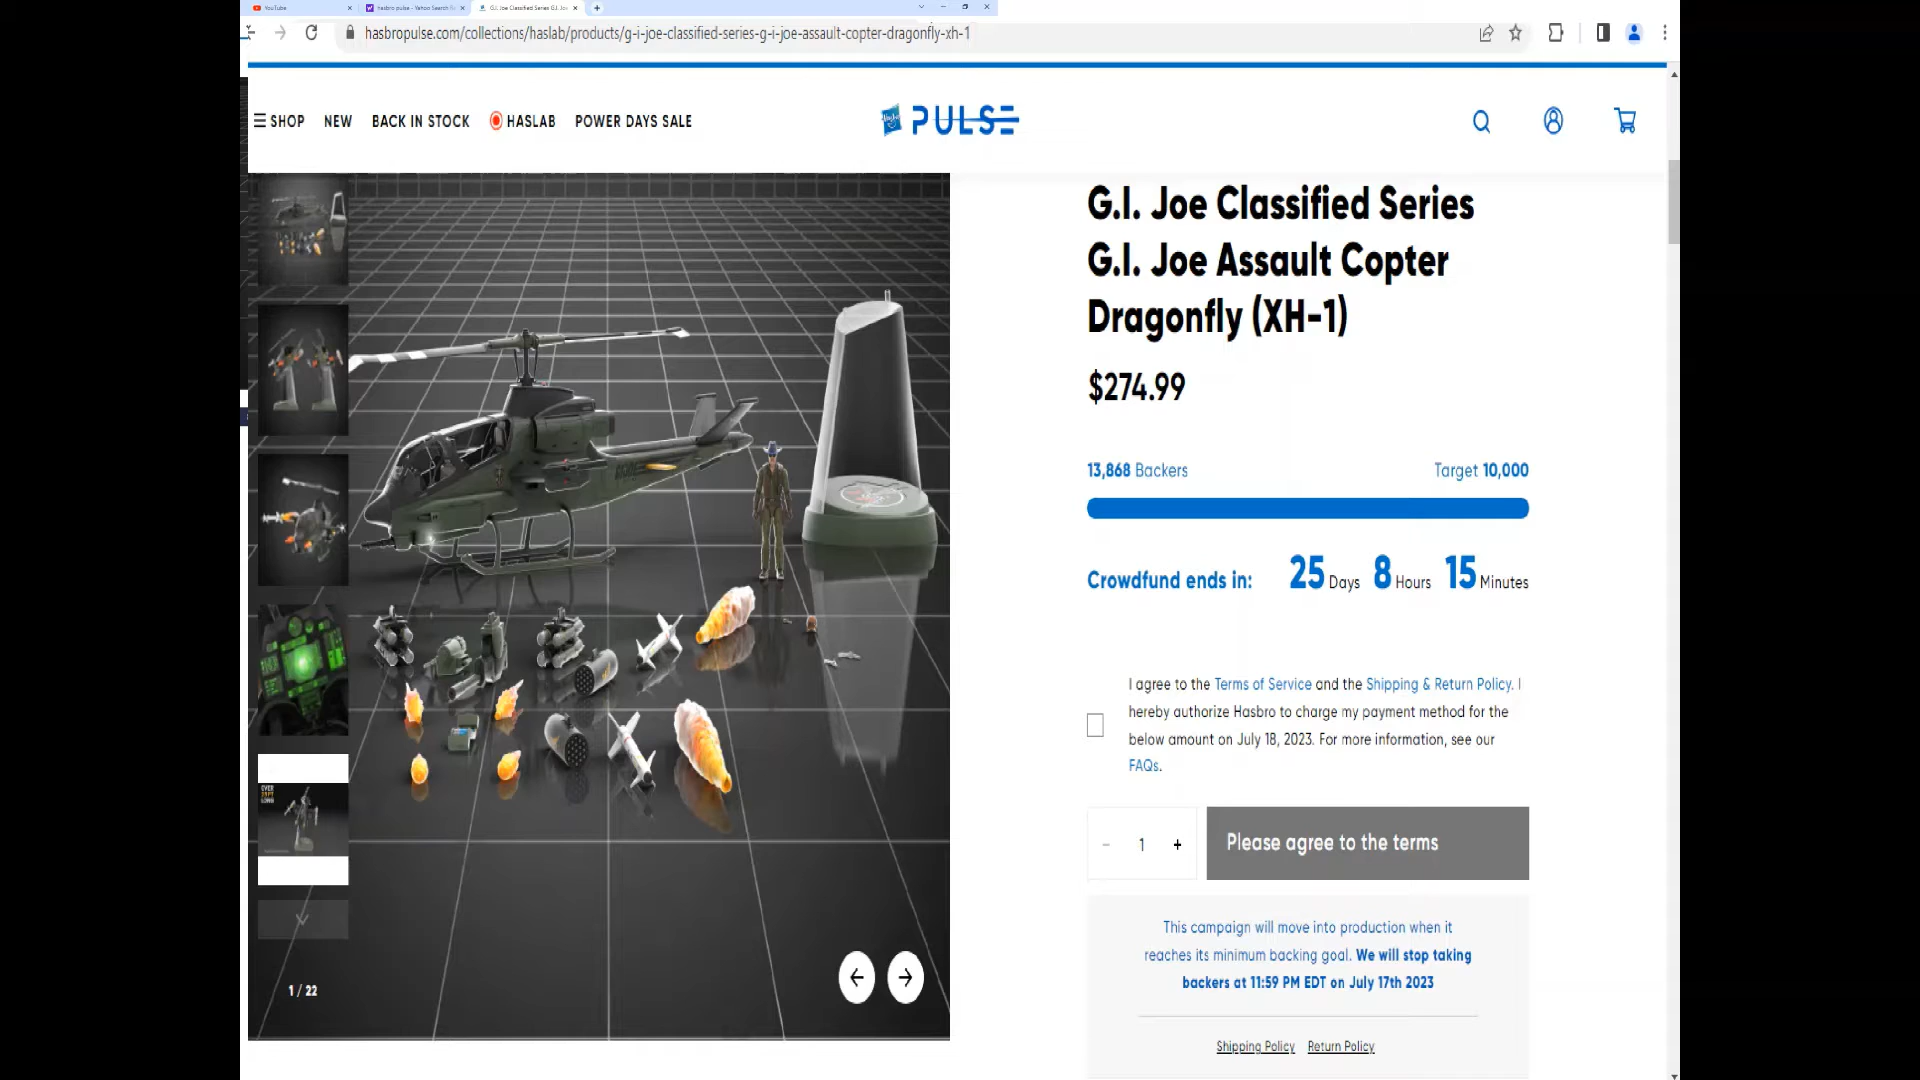 YouTube
hasbro pulse - Yahoo Search Re
G.I. Joe Classified Series G.I. Joe
hasbropulse.com/collections/haslab/products/g-i-joe-classified-series-g-i-joe-assault-copter-dragonfly-xh-1
SHOP NEW BACK IN STOCK HASLAB POWER DAYS SALE
Hasbro PULSE
G.I. Joe Classified Series
G.I. Joe Assault Copter
Dragonfly (XH-1)
$274.99
13,868 Backers Target 10,000
Crowdfund ends in: 25 Days 8 Hours 15 Minutes
I agree to the Terms of Service and the Shipping & Return Policy. I
hereby authorize Hasbro to charge my payment method for the
below amount on July 18, 2023. For more information, see our
FAQs.
- 1 + Please agree to the terms
This campaign will move into production when it
reaches its minimum backing goal. We will stop taking
backers at 11:59 PM EDT on July 17th 2023
Shipping Policy Return Policy
OVER
LONG
1 / 22